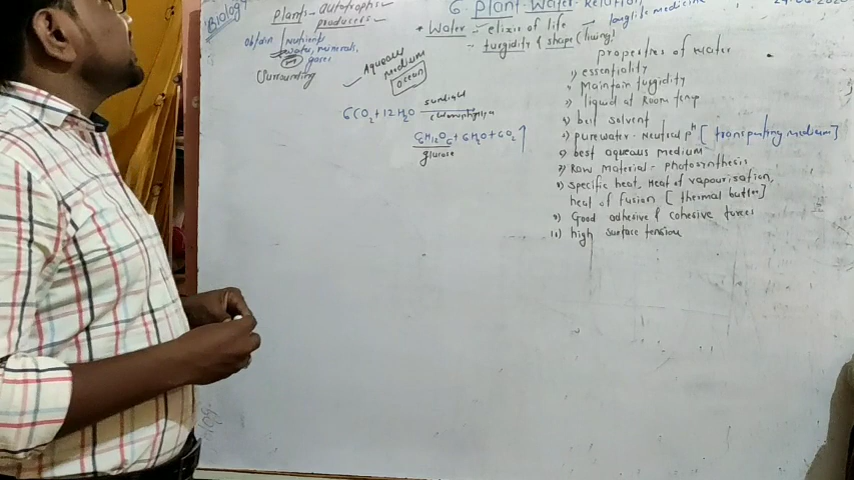 Biology
Plants - autotrophs
producers
obtain nutrients
water, minerals,
gases
Surrounding
Aqueous
medium
ocean
6CO2 + 12H2O sunlight
chlorophyll
C6H12O6 + 6H2O + 6O2 ↑
glucose
6. Plant Water Relation
* Water - elixir of life
long life medicine
- turgidity & shape (living)
properties of water
1) essentiality
2) Maintain turgidity
3) liquid at Room temp
4) best solvent
5) pure water - Neutral pH [transporting medium]
6) best aqueous medium
7) Raw material - photosynthesis
8) Specific heat, Heat of vapourisation,
heat of fusion [thermal buffer]
9) Good adhesive & cohesive forces
10) high surface tension